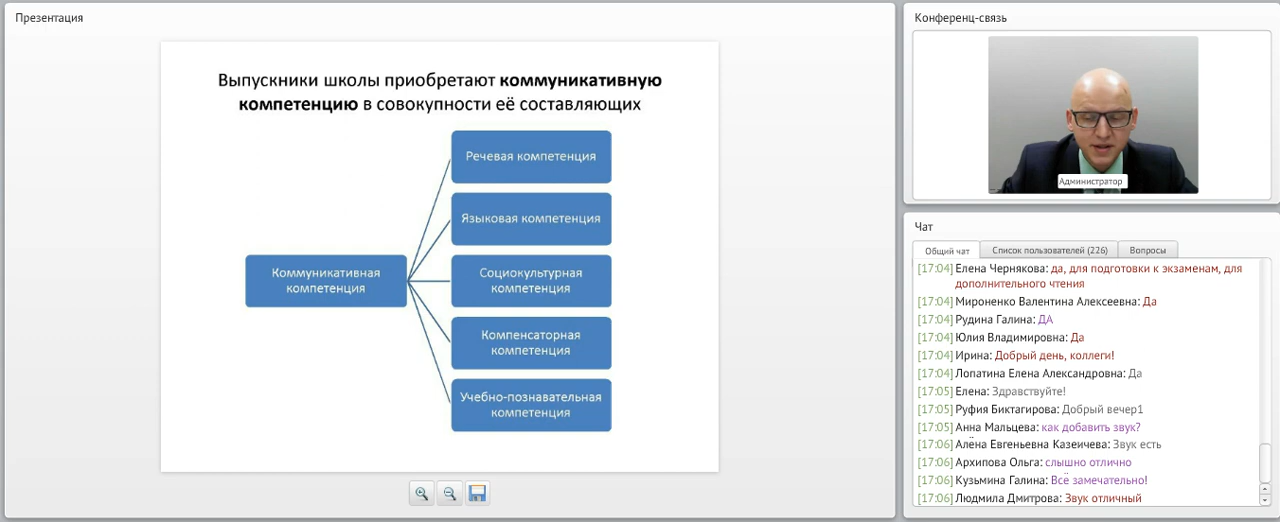 Презентация
Выпускники школы приобретают коммуникативную
компетенцию в совокупности её составляющих
Коммуникативная
компетенция
Речевая компетенция
Языковая компетенция
Социокультурная
компетенция
Компенсаторная
компетенция
Учебно-познавательная
компетенция
Конференц-связь
Администратор
Чат
Общий чат
Список пользователей (226)
Вопросы
[17:04] Елена Чернякова: да, для подготовки к экзаменам, для
дополнительного чтения
[17:04] Мироненко Валентина Алексеевна: Да
[17:04] Рудина Галина: ДА
[17:04] Юлия Владимировна: Да
[17:04] Ирина: Добрый день, коллеги!
[17:04] Лопатина Елена Александровна: Да
[17:05] Елена: Здравствуйте!
[17:05] Руфия Биктагирова: Добрый вечер1
[17:05] Анна Мальцева: как добавить звук?
[17:06] Алёна Евгеньевна Казеичева: Звук есть
[17:06] Архипова Ольга: слышно отлично
[17:06] Кузьмина Галина: Всё замечательно!
[17:06] Людмила Дмитрова: Звук отличный